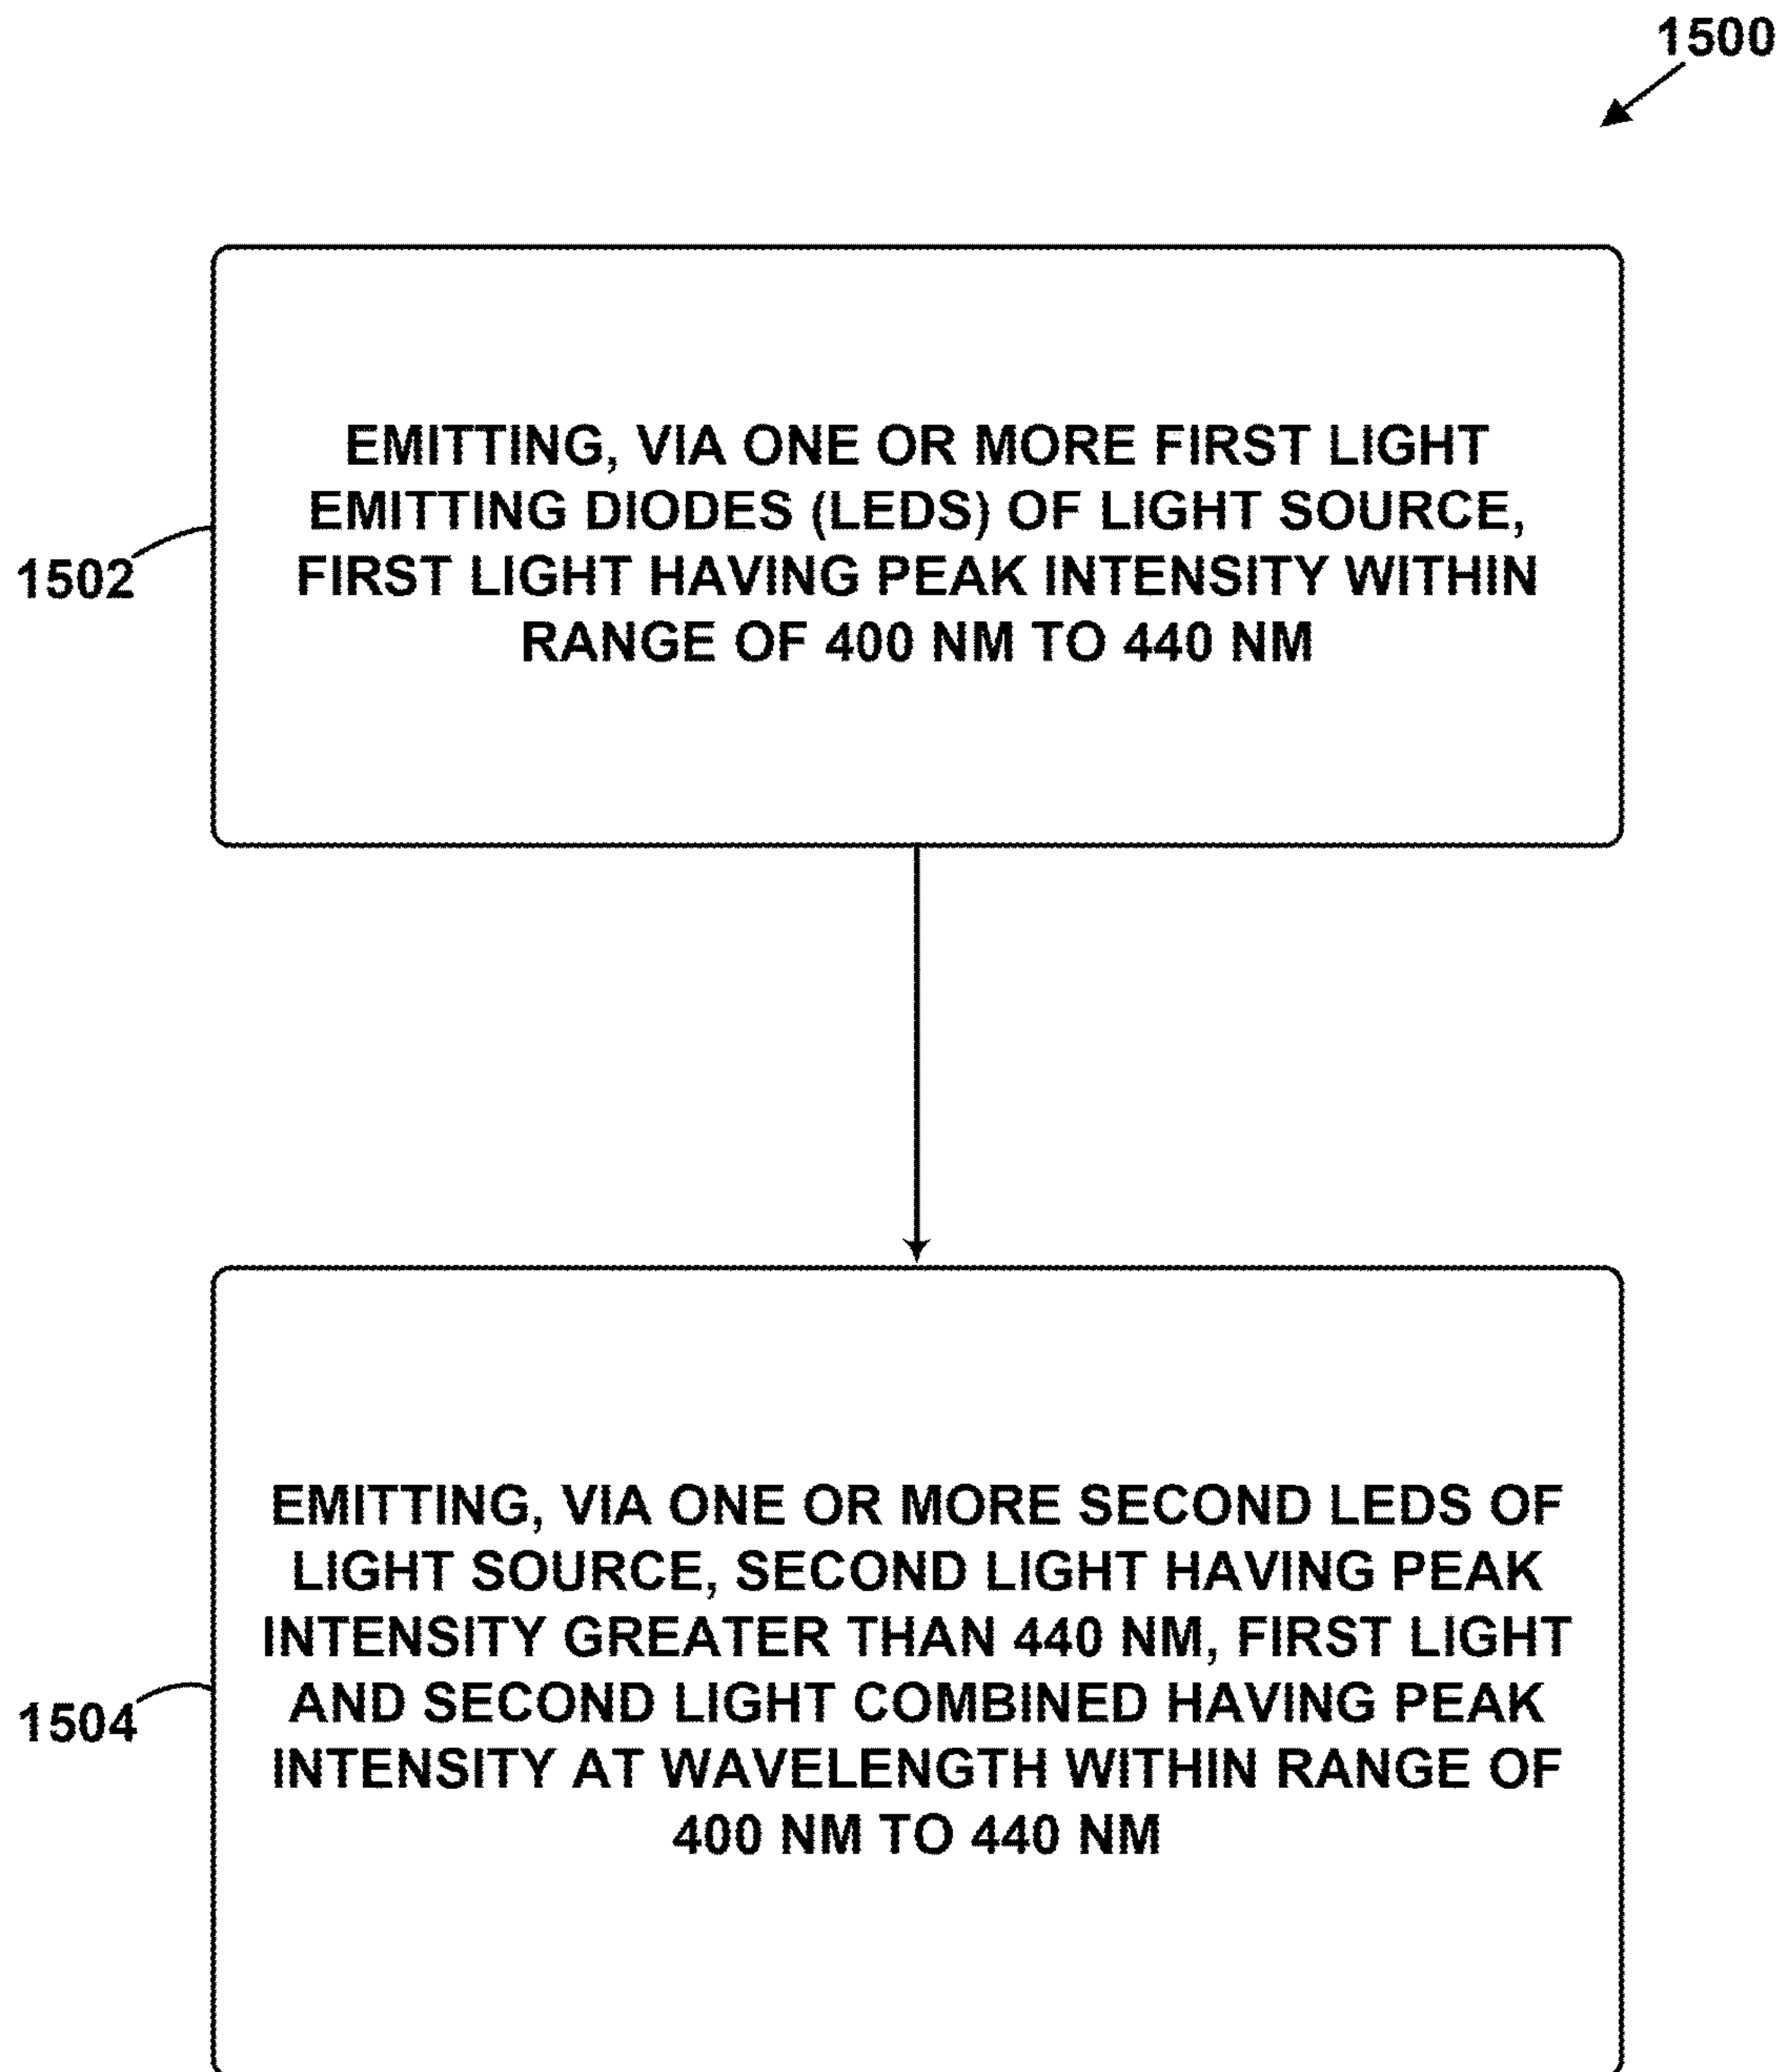 1500
EMITTING, VIA ONE OR MORE FIRST LIGHT
EMITTING DIODES (LEDS) OF LIGHT SOURCE,
FIRST LIGHT HAVING PEAK INTENSITY WITHIN
RANGE OF 400 NM TO 440 NM
1502
EMITTING, VIA ONE OR MORE SECOND LEDS OF
LIGHT SOURCE, SECOND LIGHT HAVING PEAK
INTENSITY GREATER THAN 440 NM, FIRST LIGHT
AND SECOND LIGHT COMBINED HAVING PEAK
INTENSITY AT WAVELENGTH WITHIN RANGE OF
400 NM TO 440 NM
1504